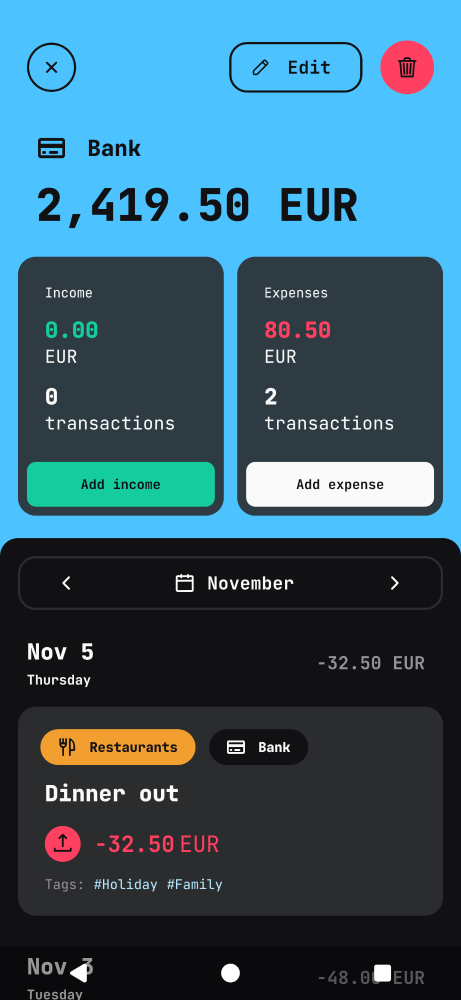 Edit
Bank
2,419.50 EUR
Income
0.00
EUR
0
transactions
Add income
Expenses
80.50
EUR
2
transactions
Add expense
November
Nov 5
Thursday
-32.50 EUR
Restaurants
Bank
Dinner out
-32.50 EUR
Tags: #Holiday #Family
Nov 3
Tuesday
-48.00 EUR